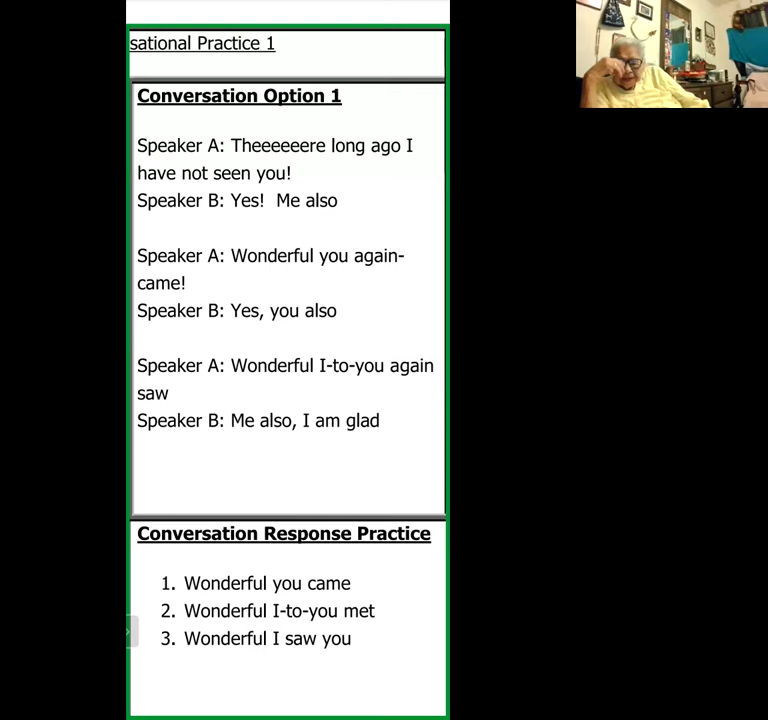 sational Practice 1
Conversation Option 1
Speaker A: Theeeeeere long ago I
have not seen you!
Speaker B: Yes!  Me also
Speaker A: Wonderful you again-
came!
Speaker B: Yes, you also
Speaker A: Wonderful I-to-you again
saw
Speaker B: Me also, I am glad
Conversation Response Practice
1. Wonderful you came
2. Wonderful I-to-you met
3. Wonderful I saw you